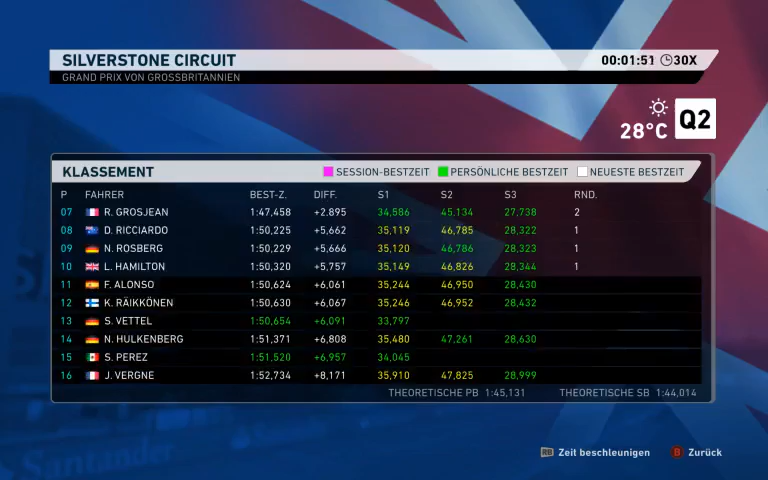 SILVERSTONE CIRCUIT 00:01:51 30X
GRAND PRIX VON GROSSBRITANNIEN
28°C Q2
KLASSEMENT SESSION-BESTZEIT PERSÖNLICHE BESTZEIT NEUESTE BESTZEIT
P FAHRER BEST-Z. DIFF. S1 S2 S3 RND.
07 R. GROSJEAN 1:47,458 +2,895 34,586 45,134 27,738 2
08 D. RICCIARDO 1:50,225 +5,662 35,119 46,785 28,322 1
09 N. ROSBERG 1:50,229 +5,666 35,120 46,786 28,323 1
10 L. HAMILTON 1:50,320 +5,757 35,149 46,826 28,344 1
11 F. ALONSO 1:50,624 +6,061 35,244 46,950 28,430
12 K. RÄIKKÖNEN 1:50,630 +6,067 35,246 46,952 28,432
13 S. VETTEL 1:50,654 +6,091 33,797
14 N. HULKENBERG 1:51,371 +6,808 35,480 47,261 28,630
15 S. PEREZ 1:51,520 +6,957 34,045
16 J. VERGNE 1:52,734 +8,171 35,910 47,825 28,999
THEORETISCHE PB 1:45,131 THEORETISCHE SB 1:44,014
RB Zeit beschleunigen B Zurück
Santander